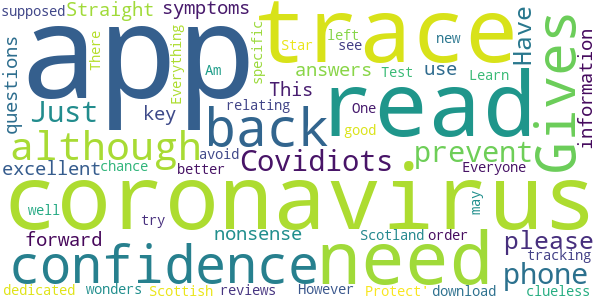 supposed Straight symptoms
app trace Gives
questions Everything There Am specific Star left see answers Test use new Learn Have information
Just key This relating One good read
although back avoid better Covidiots prevent Everyone
excellent chance
coronavirus
well try may
forward nonsense Scotland order please
confidence need tracking
dedicated wonders Scottish reviews However Protect' download phone clueless